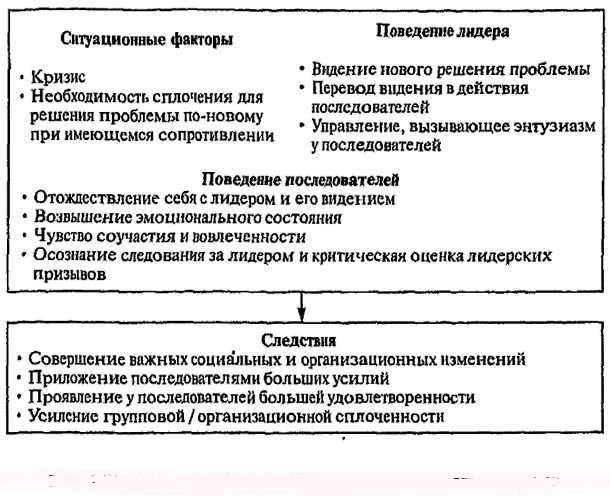 Ситуационные факторы
• Кризис
• Необходимость сплочения для
решения проблемы по-новому
при имеющемся сопротивлении
Поведение лидера
• Видение нового решения проблемы
• Перевод видения в действия
последователей
• Управление, вызывающее энтузиазм
у последователей
Поведение последователей
• Отождествление себя с лидером и его видением
• Возвышение эмоционального состояния
• Чувство соучастия и вовлеченности
• Осознание следования за лидером и критическая оценка лидерских
призывов
Следствия
• Совершение важных социальных и организационных изменений
• Приложение последователями больших усилий
• Проявление у последователей большей удовлетворенности
• Усиление групповой / организационной сплоченности